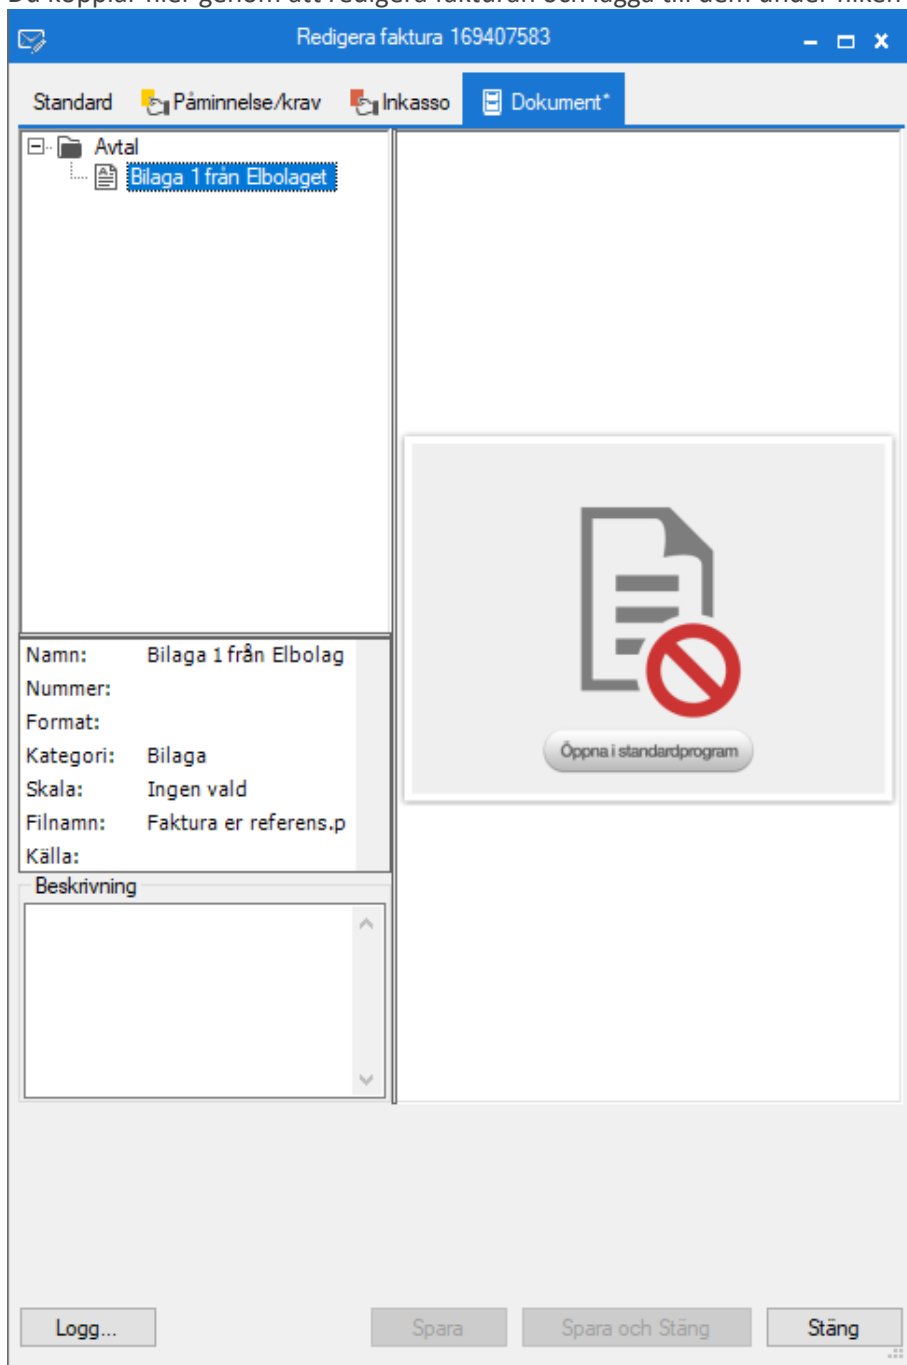 Du kopplar filer genom att redigera fakturan och lägga till dem under fliken
Redigera faktura 169407583
Standard Påminnelse/krav Inkasso Dokument*
Avtal
Bilaga 1 från Elbolaget
Öppna i standardprogram
Namn: Bilaga 1 från Elbolag
Nummer:
Format:
Kategori: Bilaga
Skala: Ingen vald
Filnamn: Faktura er referens.p
Källa:
Beskrivning
Logg... Spara Spara och Stäng Stäng